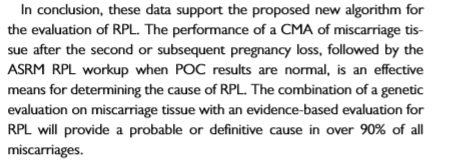 In conclusion, these data support the proposed new algorithm for
the evaluation of RPL. The performance of a CMA of miscarriage tis-
sue after the second or subsequent pregnancy loss, followed by the
ASRM RPL workup when POC results are normal, is an effective
means for determining the cause of RPL. The combination of a genetic
evaluation on miscarriage tissue with an evidence-based evaluation for
RPL will provide a probable or definitive cause in over 90% of all
miscarriages.